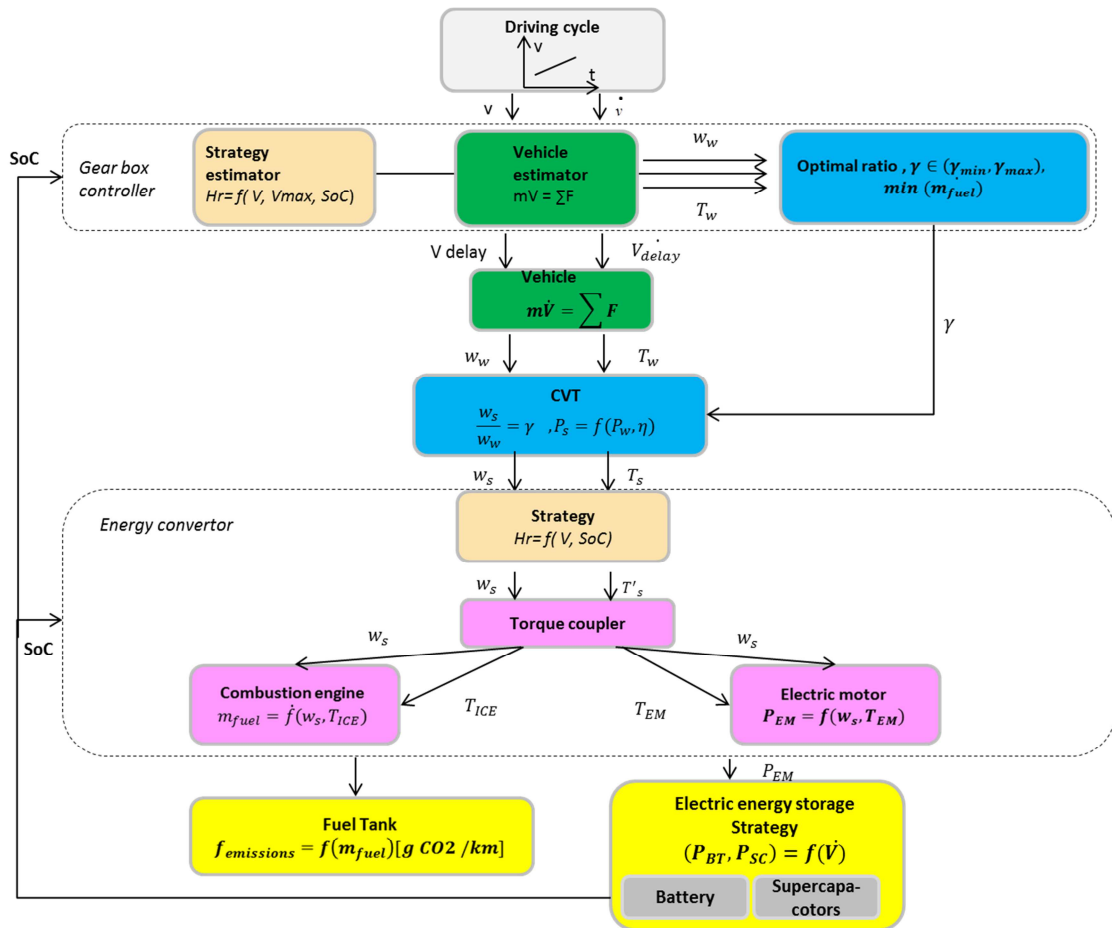 Driving cycle
v
t
v
v̇
SoC
Gear box
controller
Strategy
estimator
Hr= f( V, Vmax, SoC)
Vehicle
estimator
mV = ∑F
w_w
T_w
Optimal ratio , γ ∈ (γ_min, γ_max),
min (ṁ_fuel)
V delay
V̇_delay
Vehicle
mV̇ = ∑ F
γ
w_w
T_w
CVT
w_s/w_w = γ , P_s = f(P_w, η)
w_s
T_s
Energy convertor
Strategy
Hr= f( V, SoC)
w_s
T'_s
Torque coupler
SoC
w_s
w_s
Combustion engine
m_fuel = ḟ(w_s, T_ICE)
T_ICE
T_EM
Electric motor
P_EM = f(w_s, T_EM)
P_EM
Fuel Tank
f_emissions = f(m_fuel)[g CO2 /km]
Electric energy storage
Strategy
(P_BT, P_SC) = f(V̇)
Battery
Supercapa-
cotors